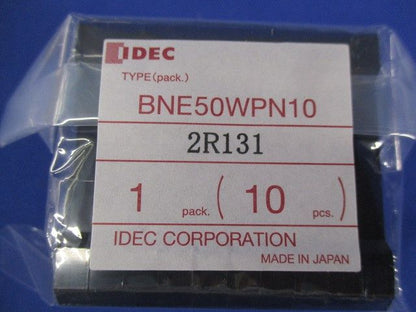 IDEC
TYPE(pack.)
BNE50WPN10
2R131
1 pack. ( 10 pcs. )
IDEC CORPORATION
MADE IN JAPAN